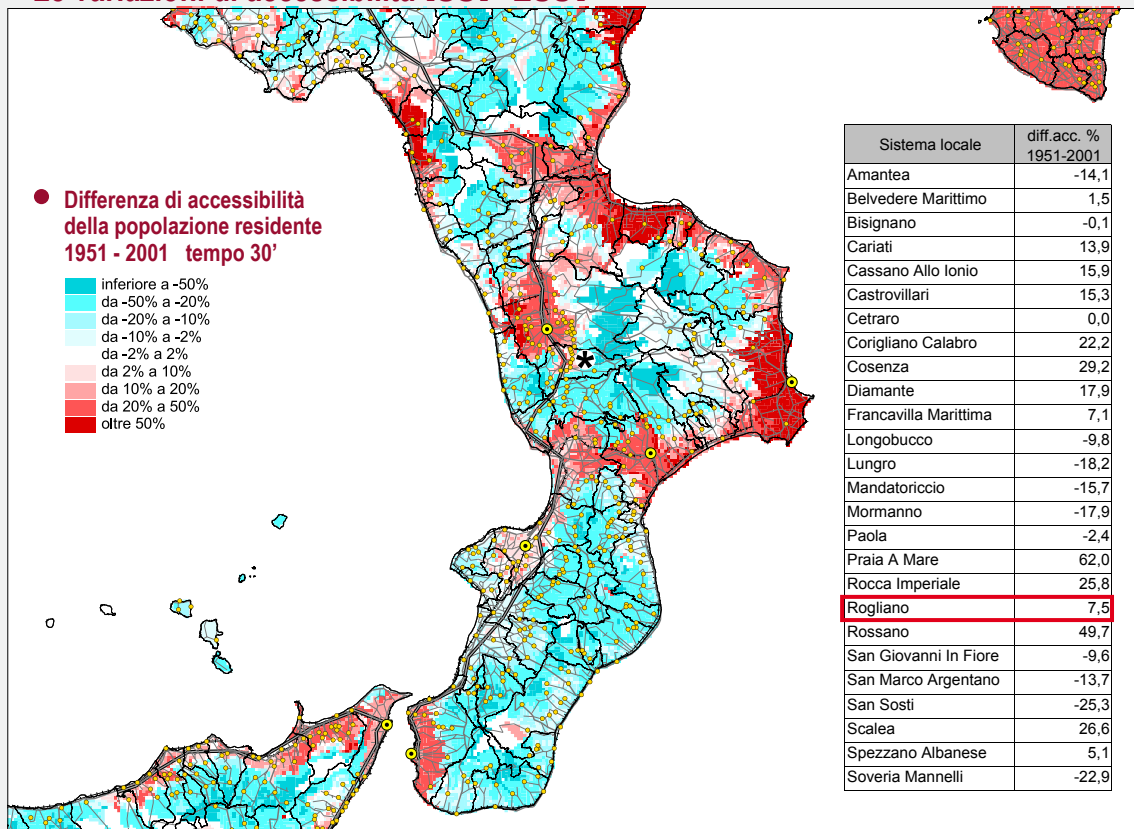 Le variazioni di accessibilità 1951 - 2001
Differenza di accessibilità
della popolazione residente
1951 - 2001 tempo 30'
inferiore a -50%
da -50% a -20%
da -20% a -10%
da -10% a -2%
da -2% a 2%
da 2% a 10%
da 10% a 20%
da 20% a 50%
oltre 50%
*
Sistema locale diff.acc. % 1951-2001
Amantea -14,1
Belvedere Marittimo 1,5
Bisignano -0,1
Cariati 13,9
Cassano Allo Ionio 15,9
Castrovillari 15,3
Cetraro 0,0
Corigliano Calabro 22,2
Cosenza 29,2
Diamante 17,9
Francavilla Marittima 7,1
Longobucco -9,8
Lungro -18,2
Mandatoriccio -15,7
Mormanno -17,9
Paola -2,4
Praia A Mare 62,0
Rocca Imperiale 25,8
Rogliano 7,5
Rossano 49,7
San Giovanni In Fiore -9,6
San Marco Argentano -13,7
San Sosti -25,3
Scalea 26,6
Spezzano Albanese 5,1
Soveria Mannelli -22,9